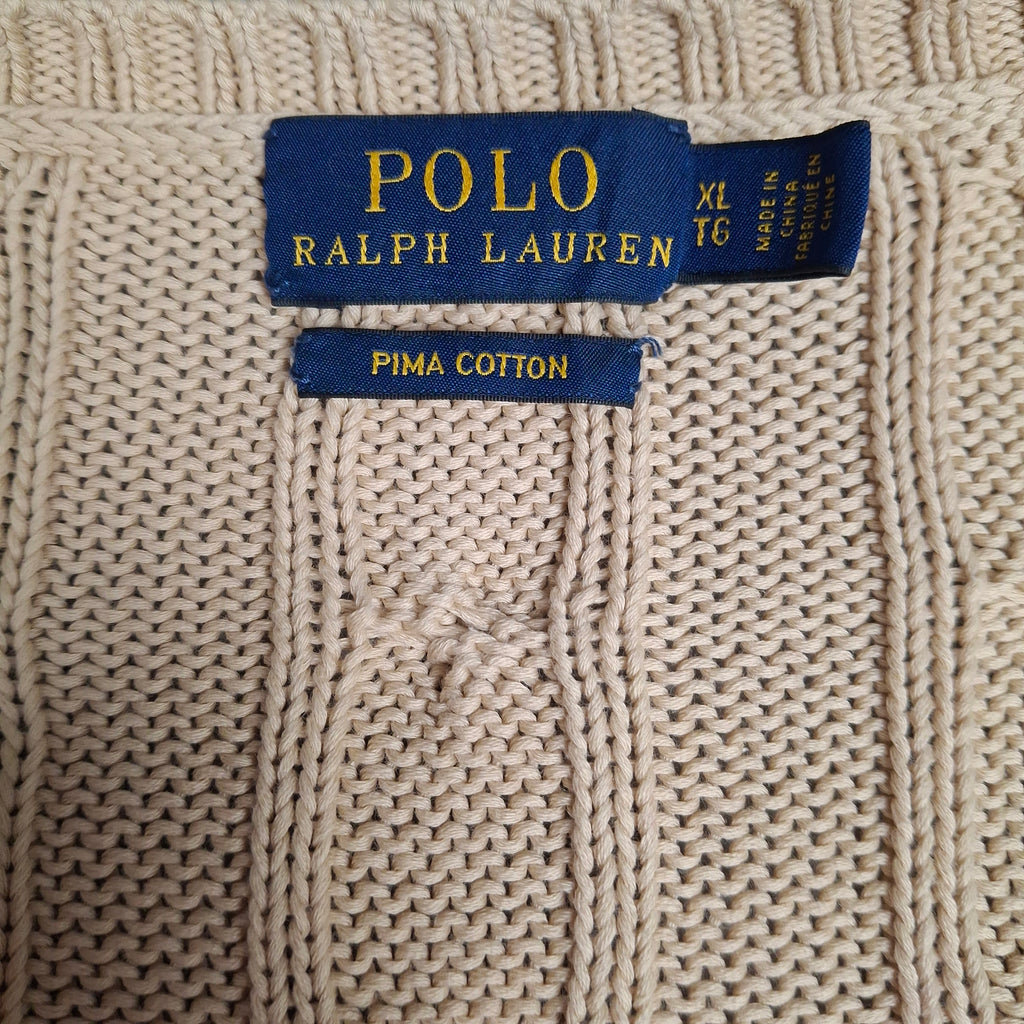 POLO
RALPH LAUREN
XL
TG
MADE IN
CHINA
FABRIQUÉ EN
CHINE
PIMA COTTON